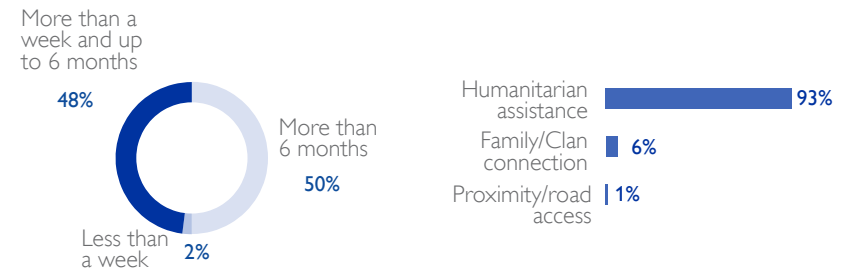 More than a
week and up
to 6 months
48%
More than
6 months
50%
Less than
a week
2%
Humanitarian
assistance
93%
Family/Clan
connection
6%
Proximity/road
access
1%